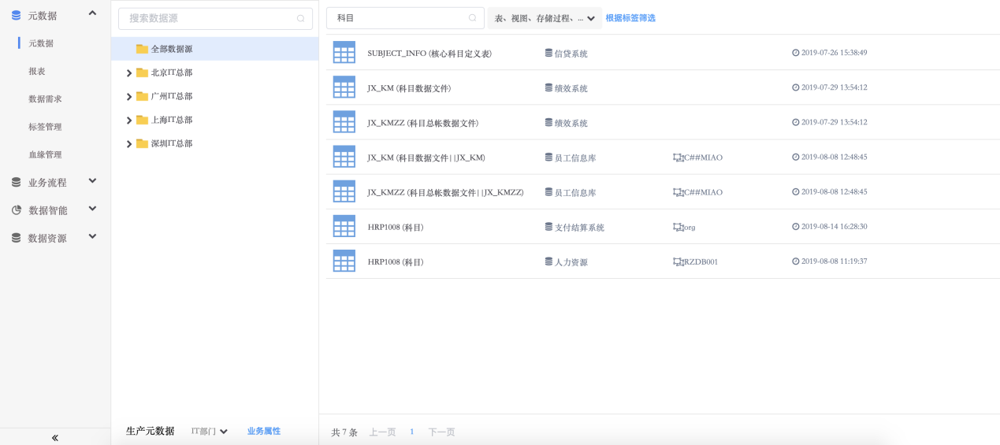 元数据
元数据
报表
数据需求
标签管理
血缘管理
业务流程
数据智能
数据资源
搜索数据源
全部数据源
北京IT总部
广州IT总部
上海IT总部
深圳IT总部
生产元数据 IT部门 业务属性
科目 表、视图、存储过程、... 根据标签筛选
SUBJECT_INFO (核心科目定义表) 信贷系统 2019-07-26 15:38:49
JX_KM (科目数据文件) 绩效系统 2019-07-29 13:54:12
JX_KMZZ (科目总帐数据文件) 绩效系统 2019-07-29 13:54:12
JX_KM (科目数据文件||JX_KM) 员工信息库 C##MIAO 2019-08-08 12:48:45
JX_KMZZ (科目总帐数据文件||JX_KMZZ) 员工信息库 C##MIAO 2019-08-08 12:48:45
HRP1008 (科目) 支付结算系统 org 2019-08-14 16:28:30
HRP1008 (科目) 人力资源 RZDB001 2019-08-08 11:19:37
共 7 条 上一页 1 下一页